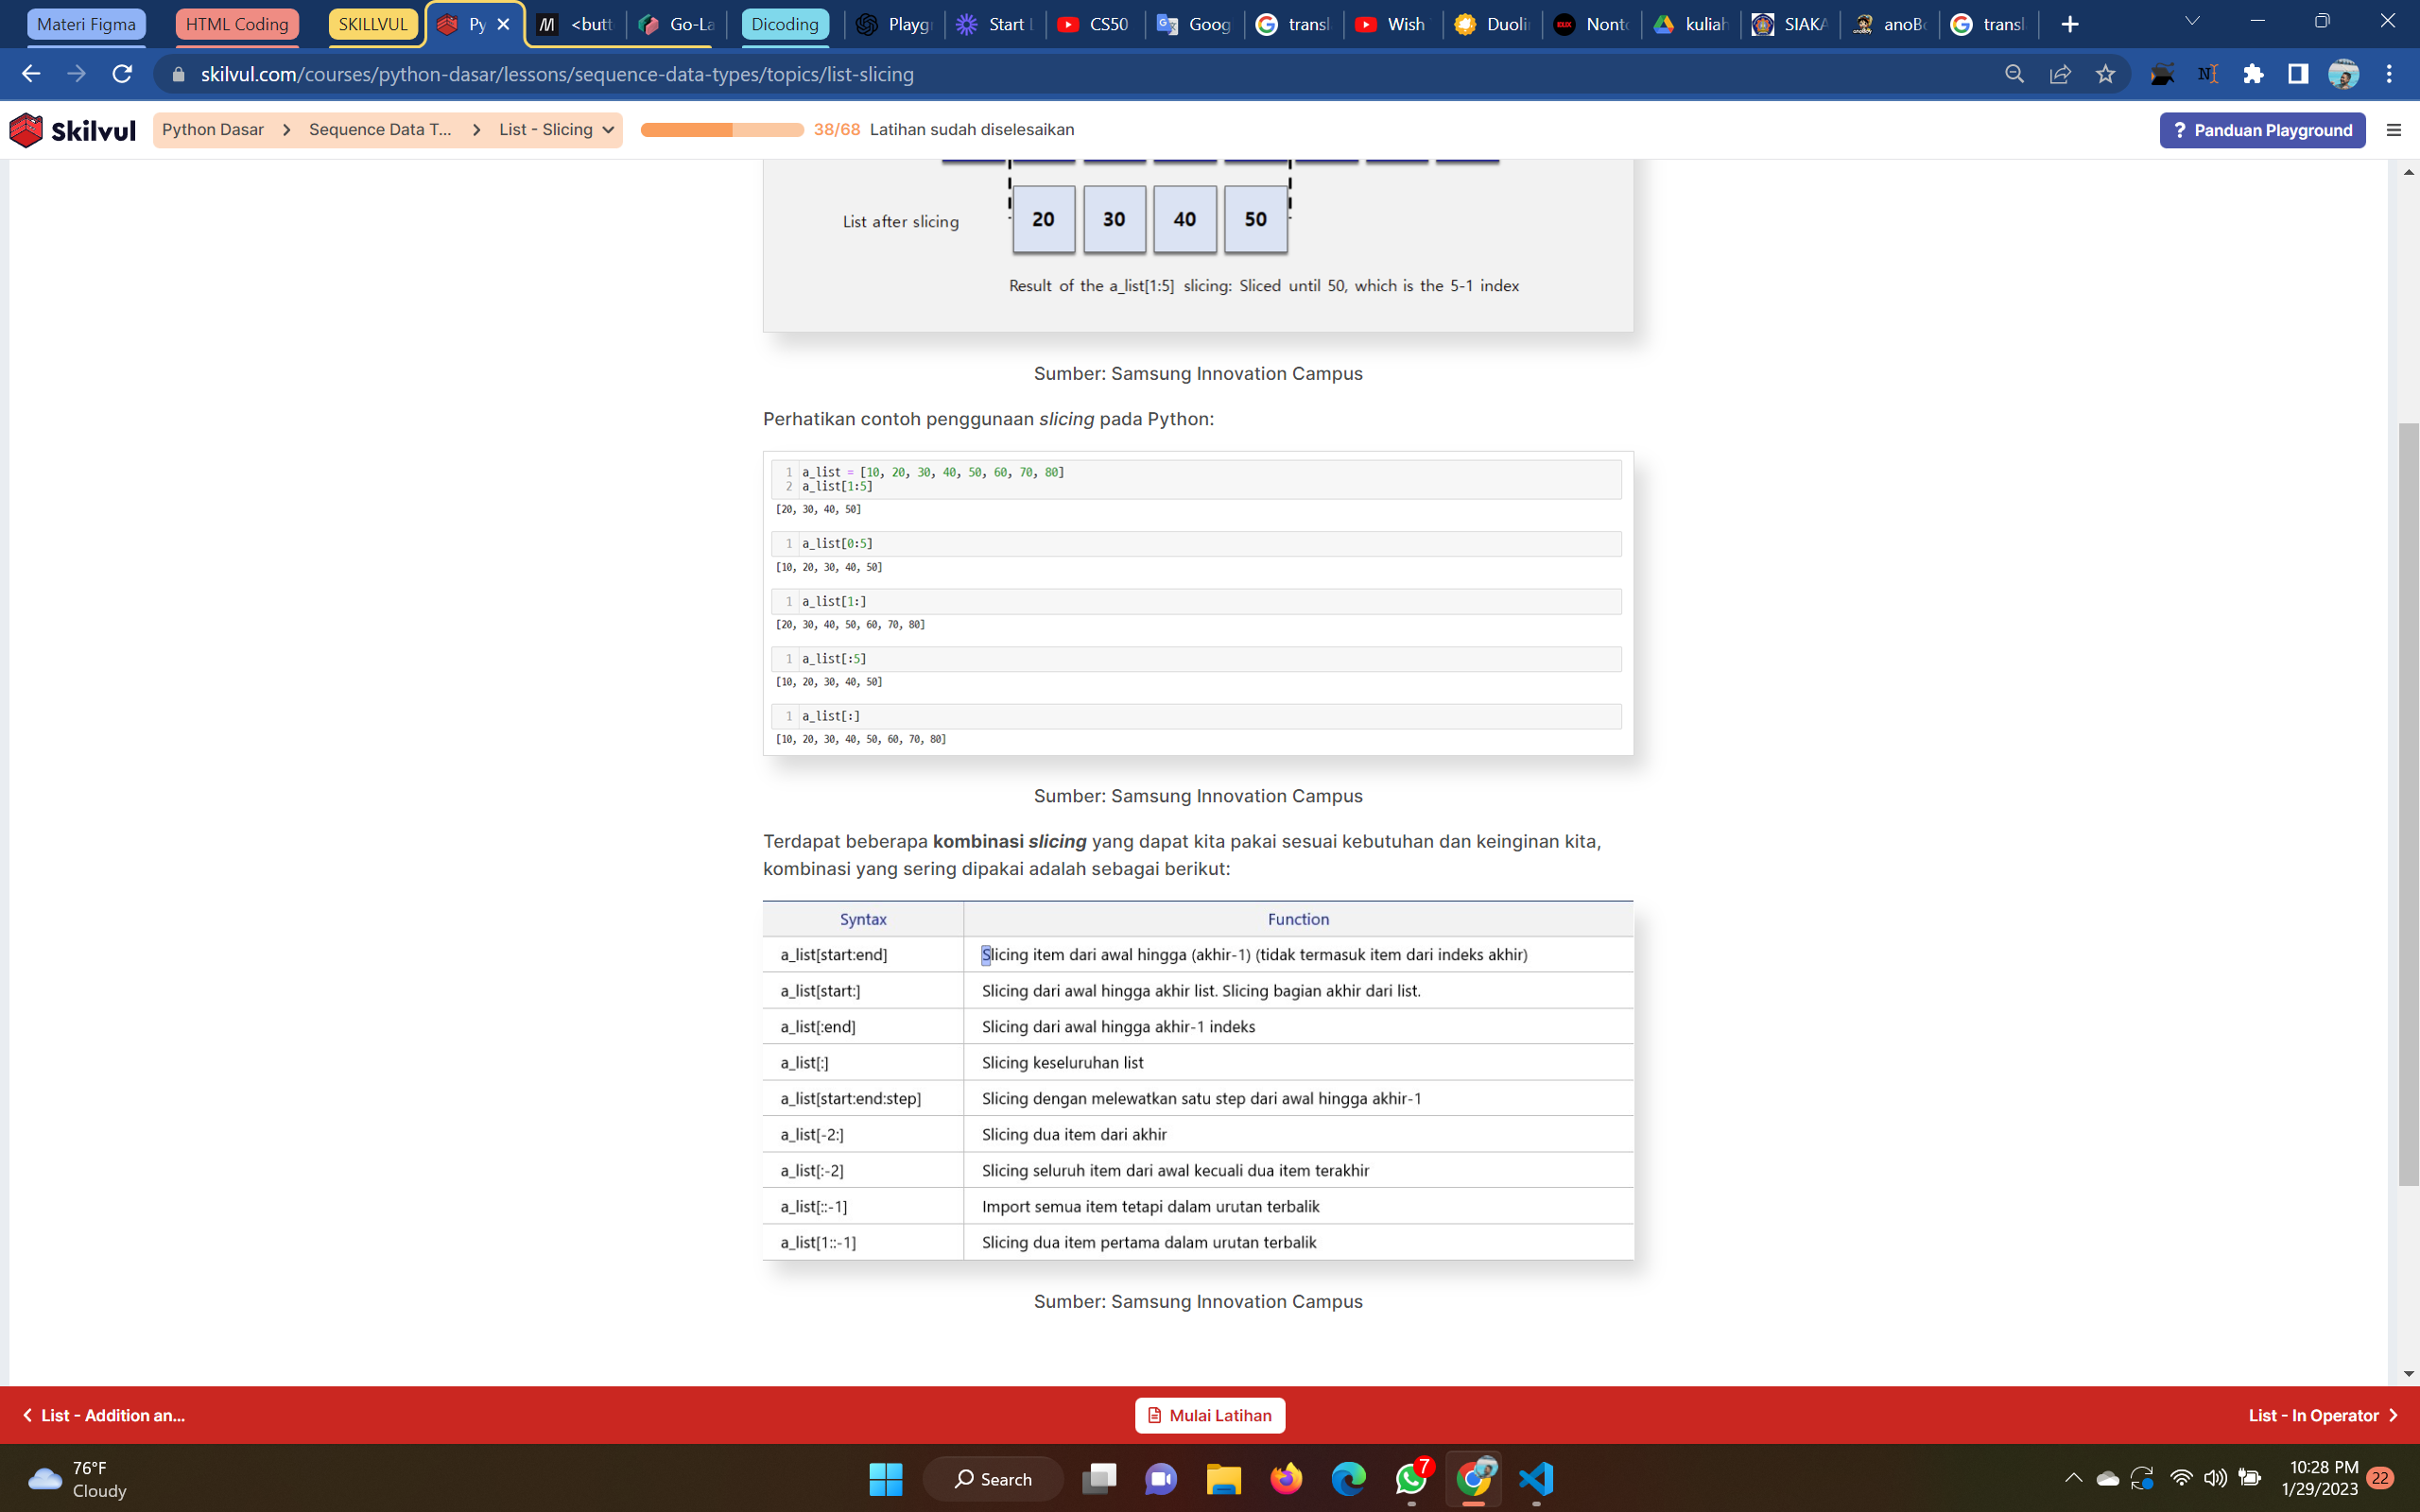 Materi Figma
HTML Coding
SKILLVUL
Py
<butt
Go-La
Dicoding
Playg
Start
CS50
Goog
transl
Wish
Duoli
Nont
kuliah
SIAKA
anoB
transl
skilvul.com/courses/python-dasar/lessons/sequence-data-types/topics/list-slicing
Skilvul
Python Dasar > Sequence Data T... > List - Slicing
38/68 Latihan sudah diselesaikan
? Panduan Playground
List after slicing
20 30 40 50
Result of the a_list[1:5] slicing: Sliced until 50, which is the 5-1 index
Sumber: Samsung Innovation Campus
Perhatikan contoh penggunaan slicing pada Python:
1 a_list = [10, 20, 30, 40, 50, 60, 70, 80]
2 a_list[1:5]
[20, 30, 40, 50]
1 a_list[0:5]
[10, 20, 30, 40, 50]
1 a_list[1:]
[20, 30, 40, 50, 60, 70, 80]
1 a_list[:5]
[10, 20, 30, 40, 50]
1 a_list[:]
[10, 20, 30, 40, 50, 60, 70, 80]
Sumber: Samsung Innovation Campus
Terdapat beberapa kombinasi slicing yang dapat kita pakai sesuai kebutuhan dan keinginan kita,
kombinasi yang sering dipakai adalah sebagai berikut:
Syntax Function
a_list[start:end] Slicing item dari awal hingga (akhir-1) (tidak termasuk item dari indeks akhir)
a_list[start:] Slicing dari awal hingga akhir list. Slicing bagian akhir dari list.
a_list[:end] Slicing dari awal hingga akhir-1 indeks
a_list[:] Slicing keseluruhan list
a_list[start:end:step] Slicing dengan melewatkan satu step dari awal hingga akhir-1
a_list[-2:] Slicing dua item dari akhir
a_list[:-2] Slicing seluruh item dari awal kecuali dua item terakhir
a_list[::-1] Import semua item tetapi dalam urutan terbalik
a_list[1::-1] Slicing dua item pertama dalam urutan terbalik
Sumber: Samsung Innovation Campus
List - Addition an...
Mulai Latihan
List - In Operator
76°F
Cloudy
Search
7
10:28 PM
1/29/2023
22